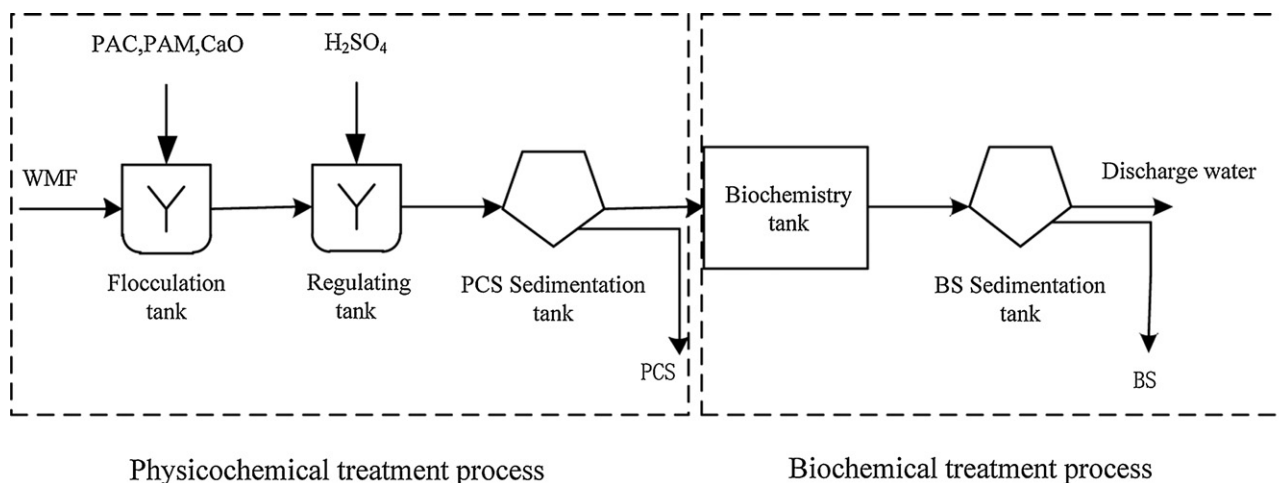 PAC,PAM,CaO
H₂SO₄
WMF
Flocculation
tank
Regulating
tank
PCS Sedimentation
tank
PCS
Biochemistry
tank
Discharge water
BS Sedimentation
tank
BS
Physicochemical treatment process
Biochemical treatment process